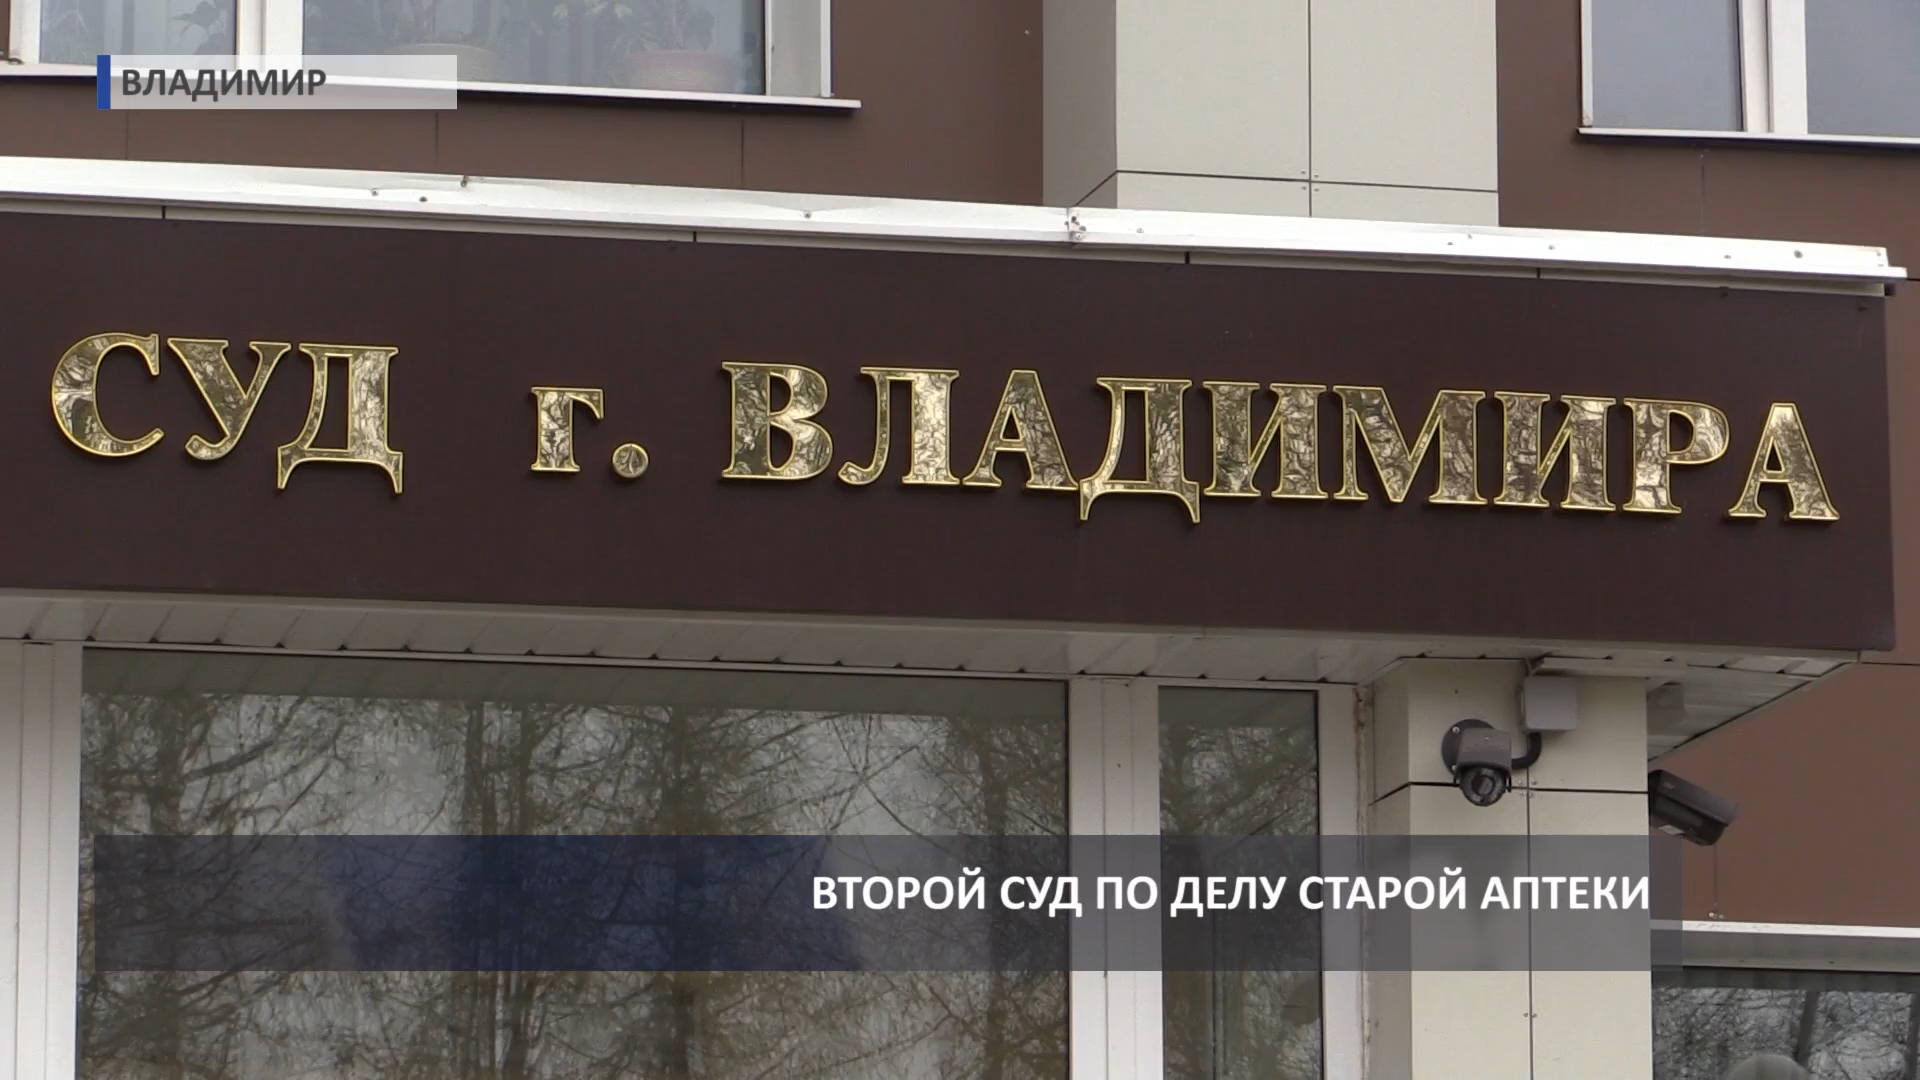 ВЛАДИМИР
СУД г. ВЛАДИМИРА
ВТОРОЙ СУД ПО ДЕЛУ СТАРОЙ АПТЕКИ